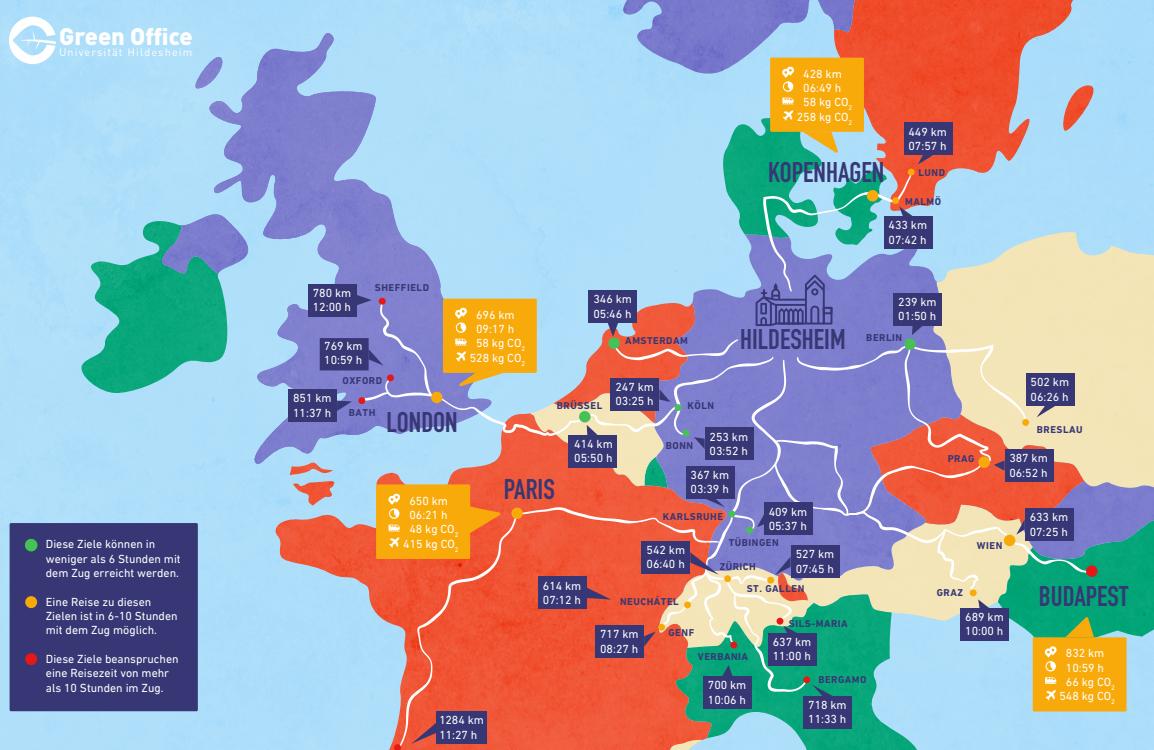 Green Office
Universität Hildesheim
428 km
06:49 h
58 kg CO2
258 kg CO2
449 km
07:57 h
KOPENHAGEN
LUND
MALMÖ
433 km
07:42 h
780 km
12:00 h
SHEFFIELD
696 km
09:17 h
58 kg CO2
528 kg CO2
346 km
05:46 h
AMSTERDAM
HILDESHEIM
239 km
01:50 h
BERLIN
769 km
10:59 h
OXFORD
851 km
11:37 h
BATH
LONDON
BRÜSSEL
414 km
05:50 h
247 km
03:25 h
KÖLN
BONN
253 km
03:52 h
502 km
06:26 h
BRESLAU
PRAG
387 km
06:52 h
650 km
06:21 h
48 kg CO2
415 kg CO2
PARIS
367 km
03:39 h
KARLSRUHE
409 km
05:37 h
TÜBINGEN
633 km
07:25 h
WIEN
542 km
06:40 h
ZÜRICH
527 km
07:45 h
ST. GALLEN
614 km
07:12 h
NEUCHÂTEL
717 km
08:27 h
GENF
SILS-MARIA
637 km
11:00 h
VERBANIA
700 km
10:06 h
BERGAMO
718 km
11:33 h
GRAZ
689 km
10:00 h
BUDAPEST
832 km
10:59 h
66 kg CO2
548 kg CO2
1284 km
11:27 h
Diese Ziele können in
weniger als 6 Stunden mit
dem Zug erreicht werden.
Eine Reise zu diesen
Zielen ist in 6-10 Stunden
mit dem Zug möglich.
Diese Ziele beanspruchen
eine Reisezeit von mehr
als 10 Stunden im Zug.